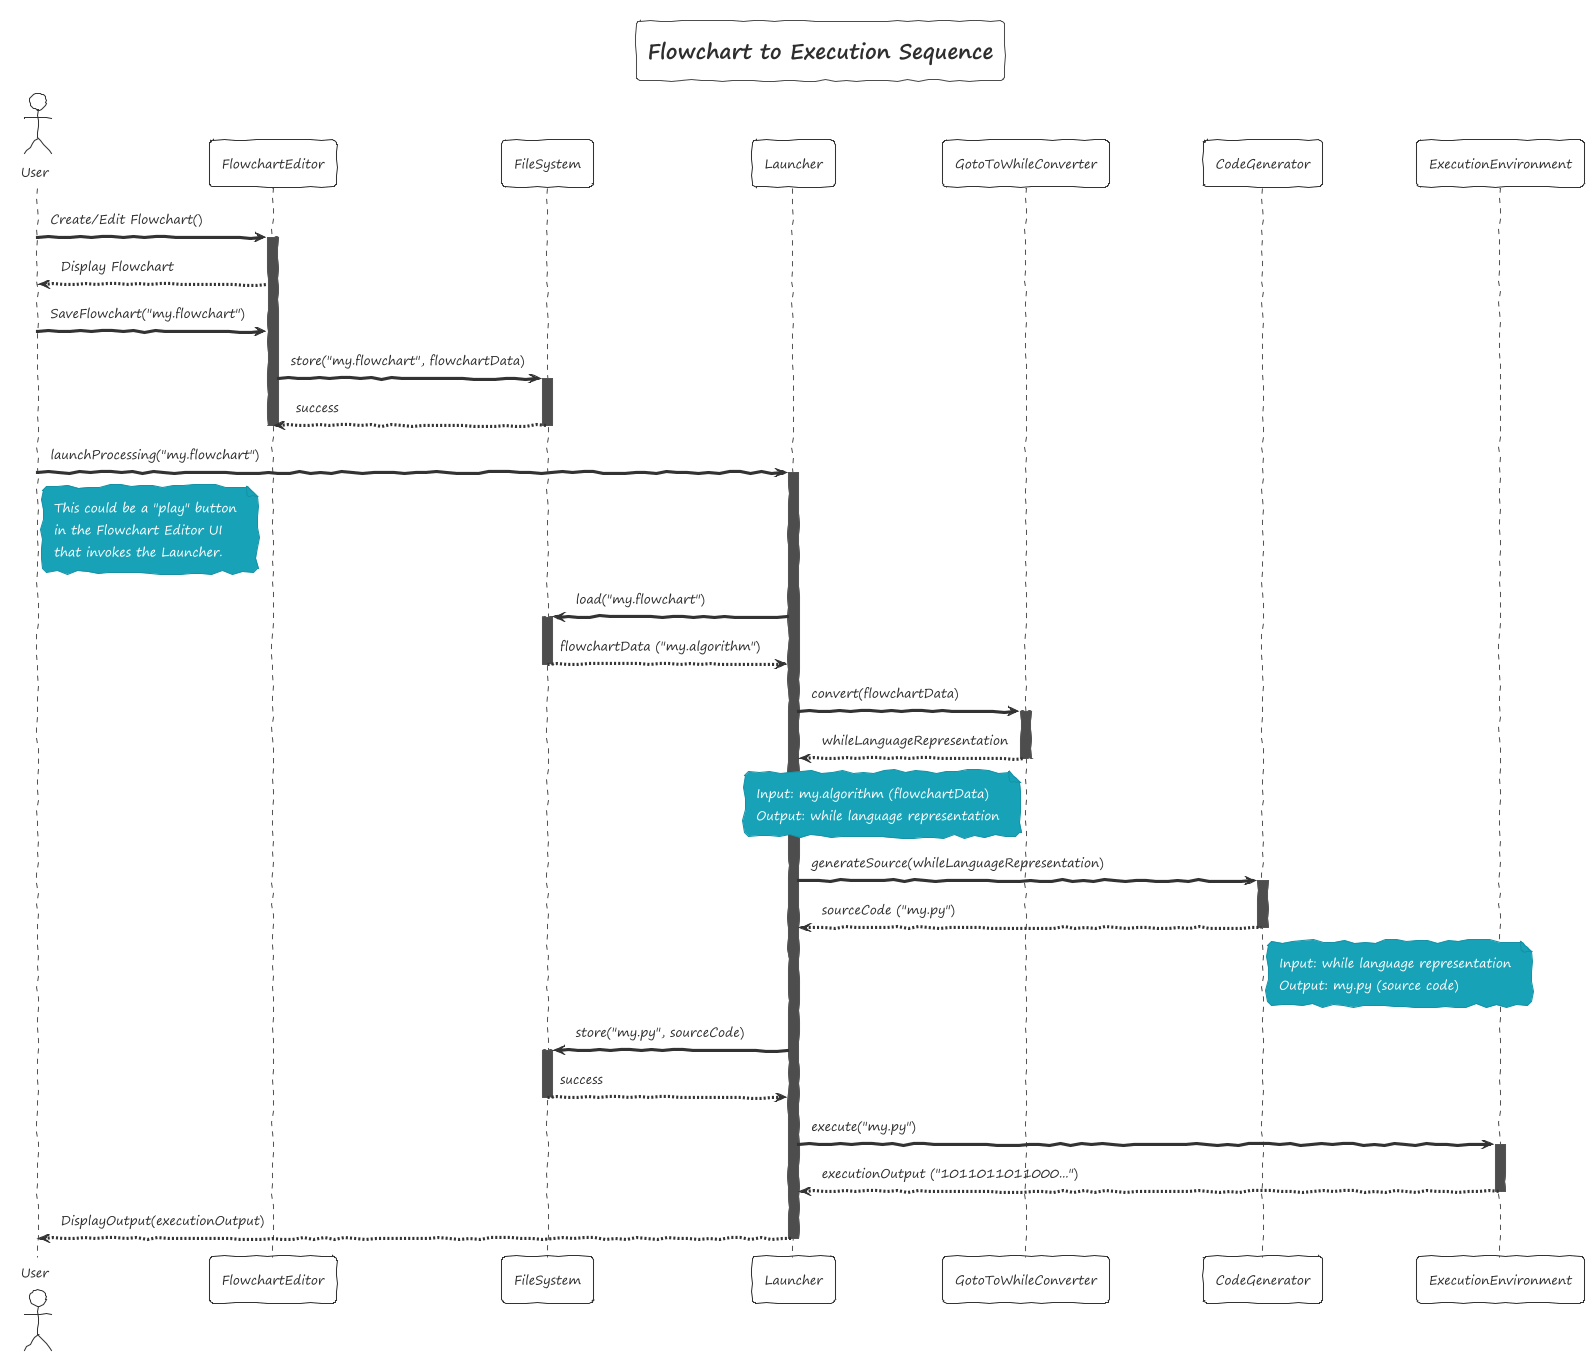 Flowchart to Execution Sequence
User
FlowchartEditor
FileSystem
Launcher
GotoToWhileConverter
CodeGenerator
ExecutionEnvironment
Create/Edit Flowchart()
Display Flowchart
SaveFlowchart("my.flowchart")
store("my.flowchart", flowchartData)
success
launchProcessing("my.flowchart")
This could be a "play" button
in the Flowchart Editor UI
that invokes the Launcher.
load("my.flowchart")
flowchartData ("my.algorithm")
convert(flowchartData)
whileLanguageRepresentation
Input: my.algorithm (flowchartData)
Output: while language representation
generateSource(whileLanguageRepresentation)
sourceCode ("my.py")
Input: while language representation
Output: my.py (source code)
store("my.py", sourceCode)
success
execute("my.py")
executionOutput ("1011011011000...")
DisplayOutput(executionOutput)
User
FlowchartEditor
FileSystem
Launcher
GotoToWhileConverter
CodeGenerator
ExecutionEnvironment